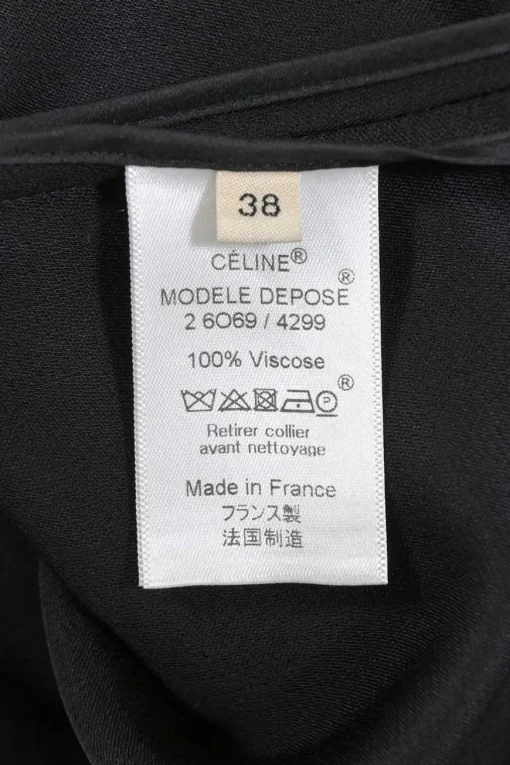 38
CÉLINE®
®
MODELE DEPOSE
2 6069 / 4299
100% Viscose
®
P
Retirer collier
avant nettoyage
Made in France
フランス製
法国制造